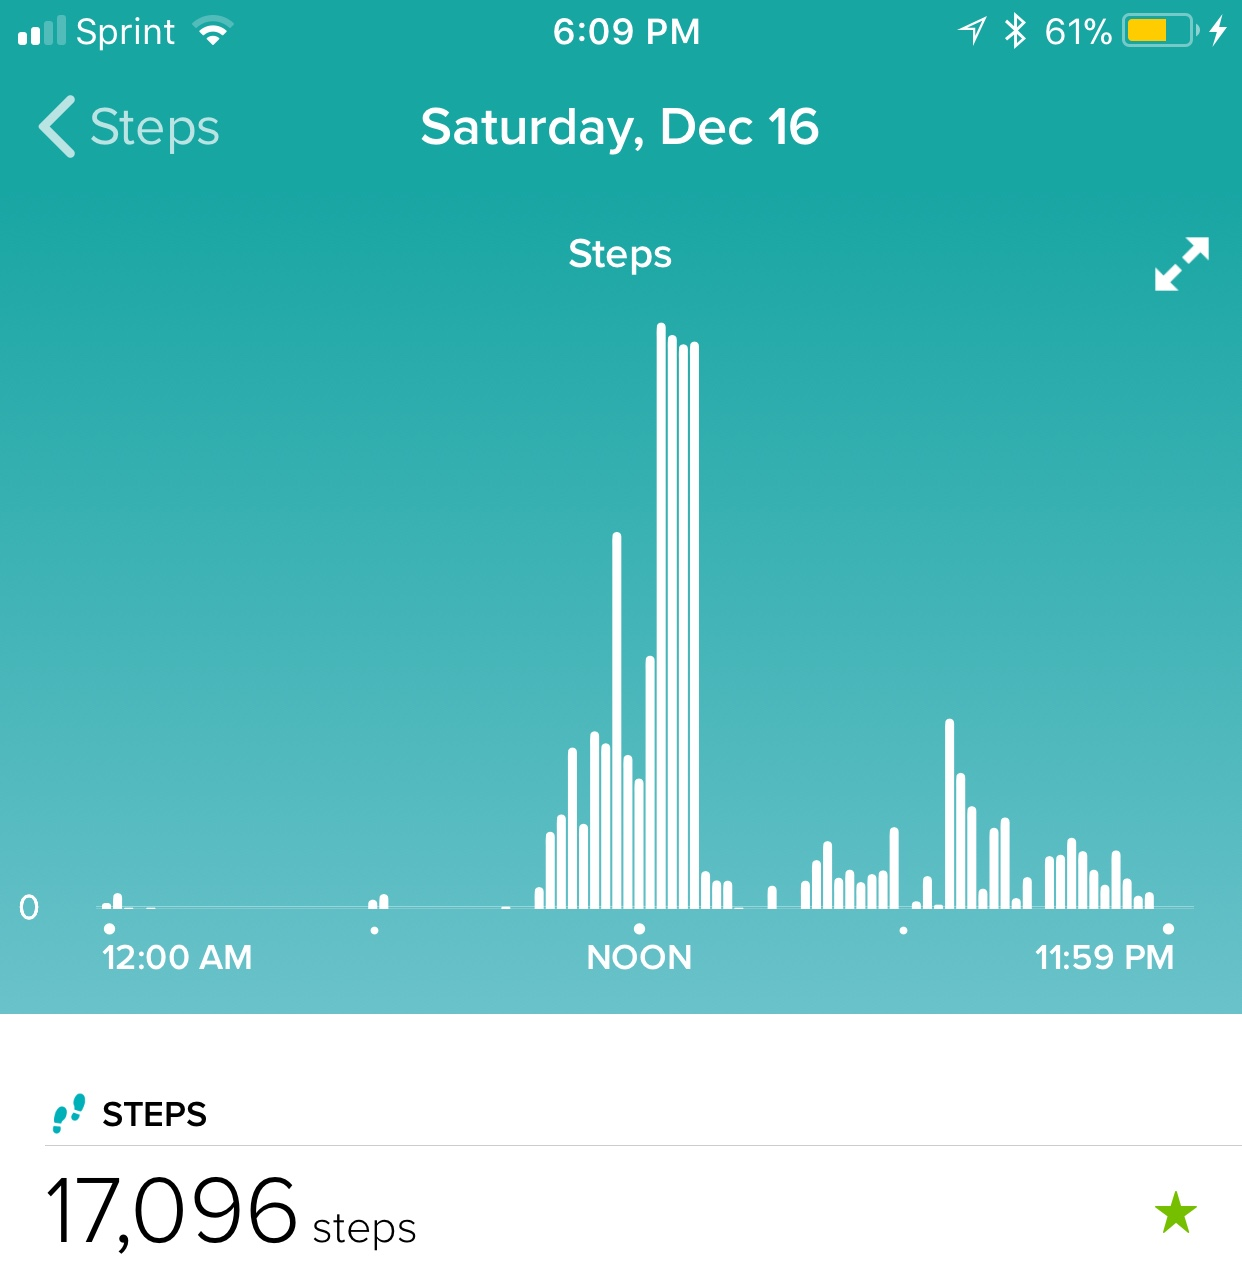 Sprint 6:09 PM 61%
Steps Saturday, Dec 16
Steps
0
12:00 AM NOON 11:59 PM
STEPS
17,096 steps